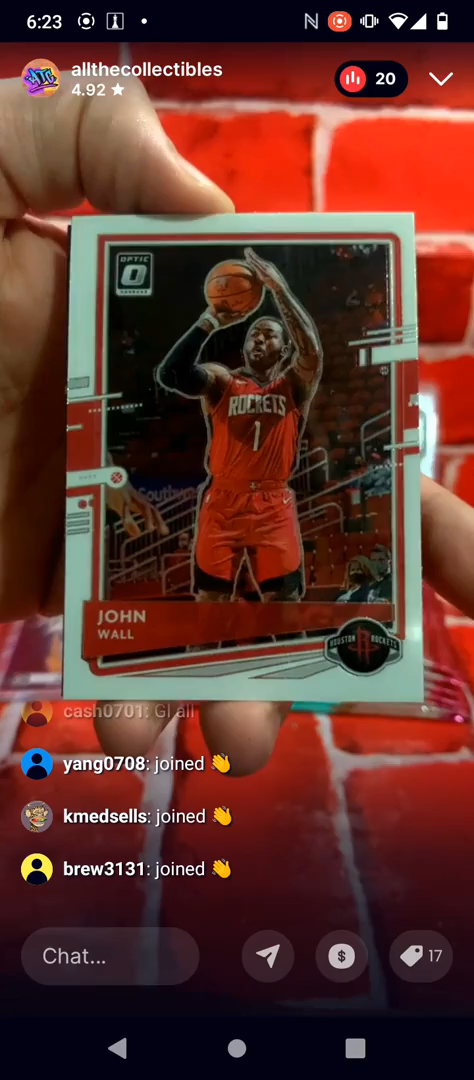 6:23
allthecollectibles
4.92 ★
20
OPTIC
ROCKETS
1
JOHN
WALL
HOUSTON ROCKETS
cash0701: Gl all
yang0708: joined 👋
kmedsells: joined 👋
brew3131: joined 👋
Chat...
$
17